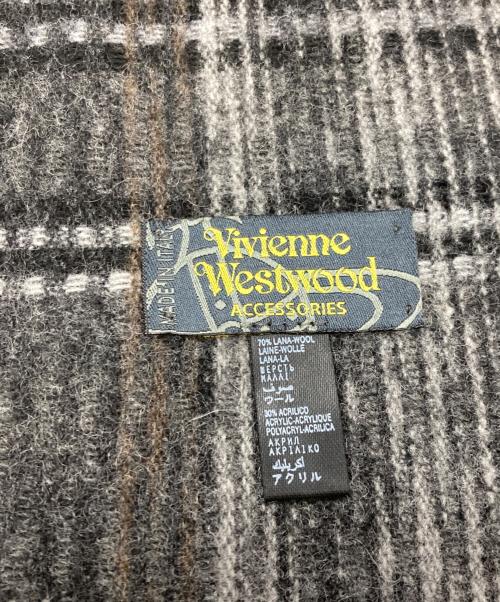 MADE IN ITALY
Vivienne
Westwood
ACCESSORIES
70% LANA-WOOL
LAINE-WOLLE
LANA-LA
ШЕРСТЬ
ΜΑΛΛΙ
صوف
ウール
30% ACRILICO
ACRYLIC-ACRYLIQUE
POLYACRYL-ACRILICA
АКРИЛ
ΑΚΡΙΛΙΚΟ
أكريليك
アクリル